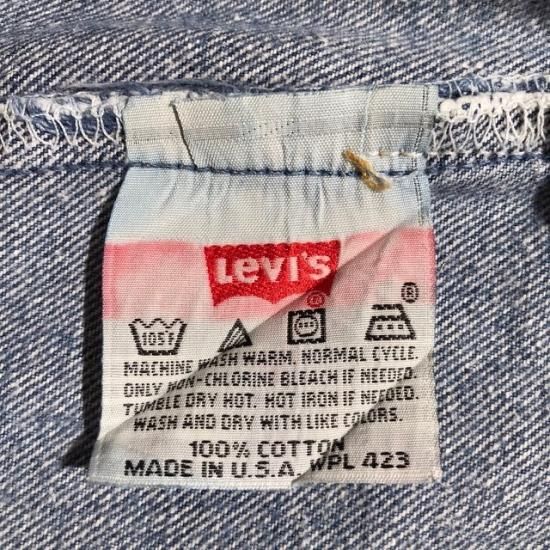 Levi's
®
®
105F
MACHINE WASH WARM. NORMAL CYCLE.
ONLY NON-CHLORINE BLEACH IF NEEDED.
TUMBLE DRY HOT. HOT IRON IF NEEDED.
WASH AND DRY WITH LIKE COLORS.
100% COTTON
MADE IN U.S.A. WPL 423